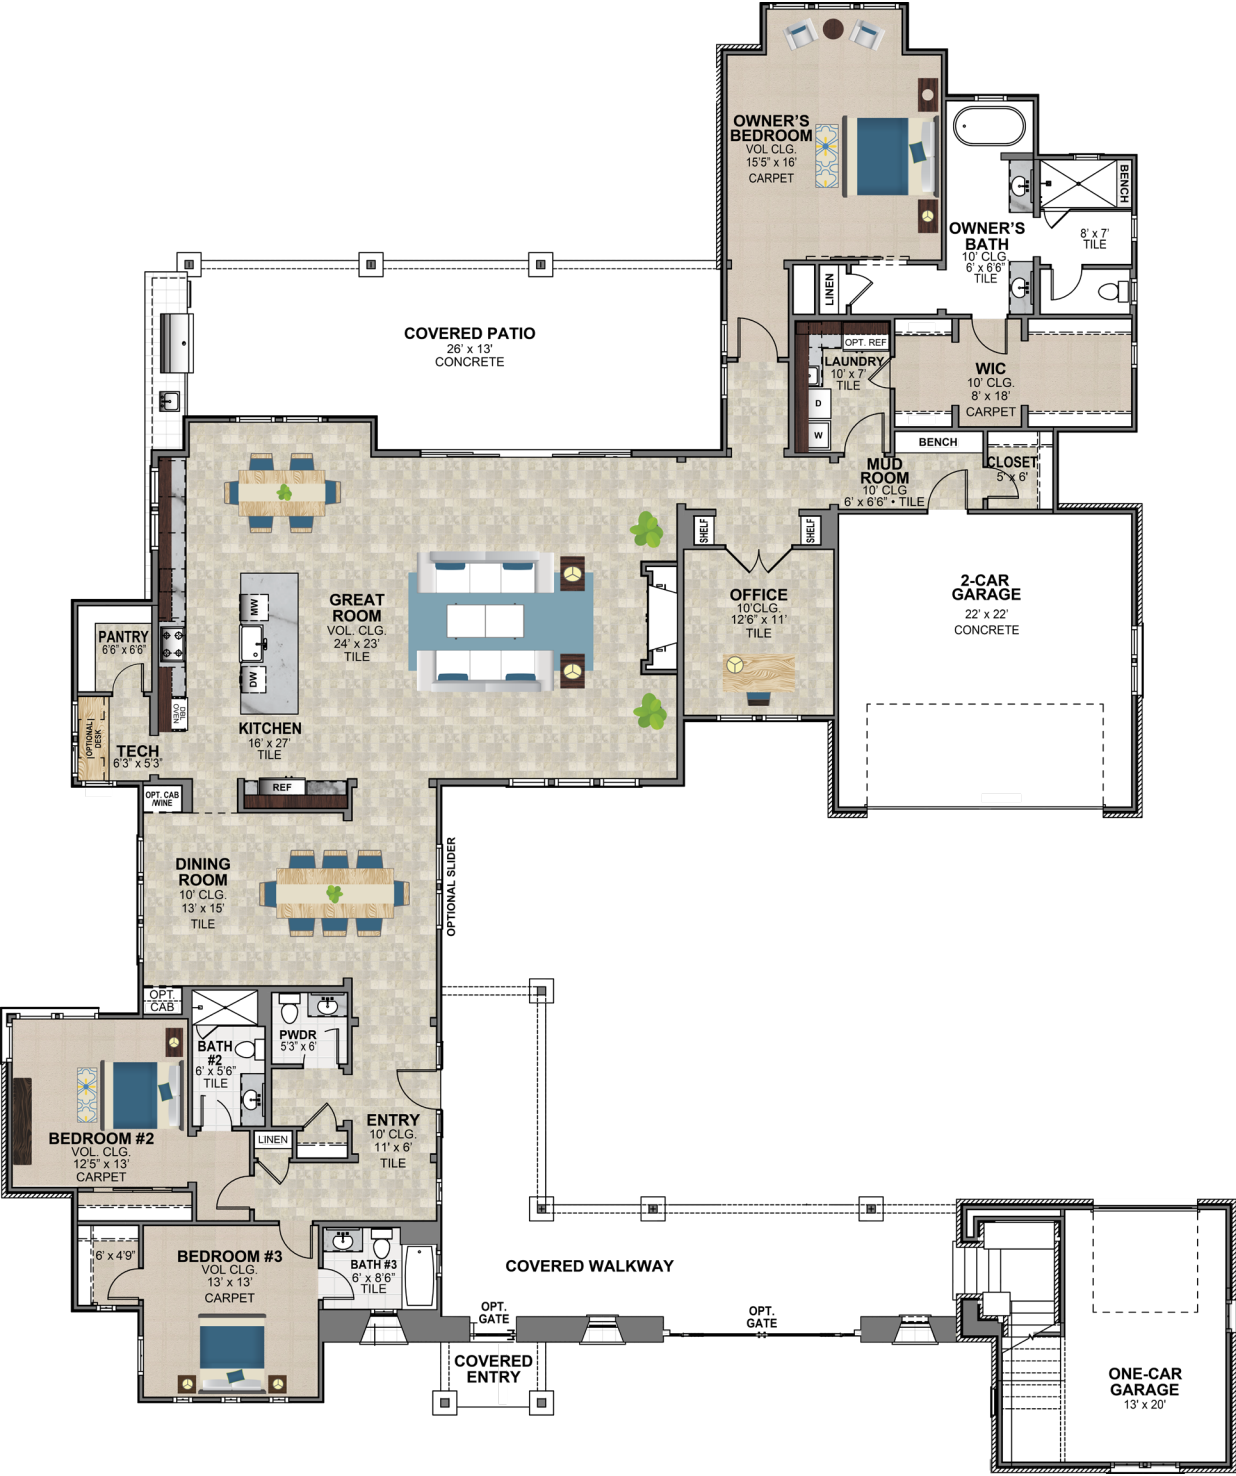 OWNER'S
BEDROOM
VOL CLG.
15'5" x 16'
CARPET
BENCH
OWNER'S
BATH
10' CLG.
6' x 6'6"
TILE
8' x 7'
TILE
LINEN
COVERED PATIO
26' x 13'
CONCRETE
OPT. REF
LAUNDRY
10' x 7'
TILE
D
W
WIC
10' CLG.
8' x 18'
CARPET
BENCH
MUD
ROOM
10' CLG
6' x 6'6" • TILE
CLOSET
5' x 6'
SHELF
SHELF
OFFICE
10'CLG.
12'6" x 11'
TILE
2-CAR
GARAGE
22' x 22'
CONCRETE
GREAT
ROOM
VOL. CLG.
24' x 23'
TILE
MW
DW
PANTRY
6'6" x 6'6"
DBL
OVEN
OPTIONAL
DESK
TECH
6'3" x 5'3"
KITCHEN
16' x 27'
TILE
REF
OPT. CAB
/WINE
DINING
ROOM
10' CLG.
13' x 15'
TILE
OPTIONAL SLIDER
OPT.
CAB
PWDR
5'3" x 6'
BATH
#2
6' x 5'6"
TILE
BEDROOM #2
VOL. CLG.
12'5" x 13'
CARPET
LINEN
ENTRY
10' CLG.
11' x 6'
TILE
6' x 4'9"
BEDROOM #3
VOL CLG.
13' x 13'
CARPET
BATH #3
6' x 8'6"
TILE
COVERED WALKWAY
OPT.
GATE
OPT.
GATE
COVERED
ENTRY
ONE-CAR
GARAGE
13' x 20'